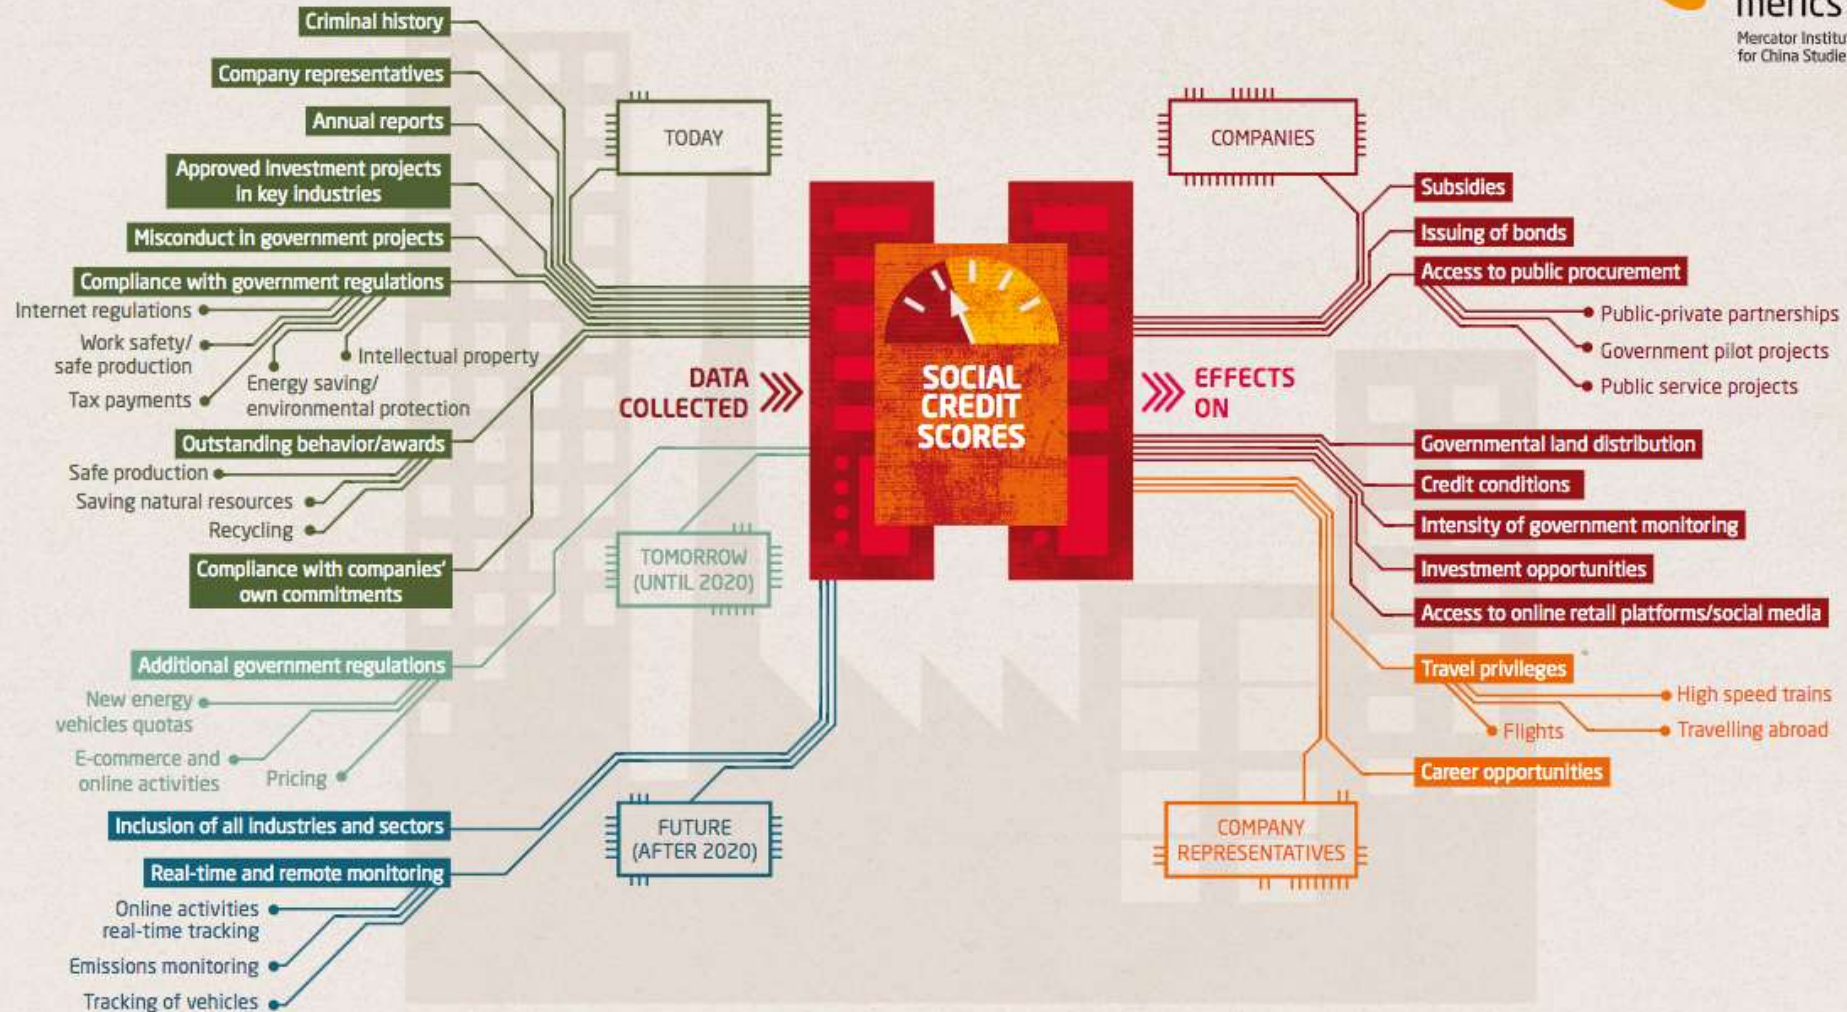 merics
Mercator Institu
for China Studie
Criminal history
Company representatives
Annual reports
Approved investment projects
in key industries
Misconduct in government projects
Compliance with government regulations
Internet regulations
Work safety/
safe production
Tax payments
Energy saving/
environmental protection
Intellectual property
Outstanding behavior/awards
Safe production
Saving natural resources
Recycling
Compliance with companies'
own commitments
TODAY
DATA
COLLECTED
TOMORROW
(UNTIL 2020)
Additional government regulations
New energy
vehicles quotas
E-commerce and
online activities
Pricing
Inclusion of all industries and sectors
Real-time and remote monitoring
Online activities
real-time tracking
Emissions monitoring
Tracking of vehicles
FUTURE
(AFTER 2020)
SOCIAL
CREDIT
SCORES
EFFECTS
ON
COMPANIES
Subsidies
Issuing of bonds
Access to public procurement
Public-private partnerships
Government pilot projects
Public service projects
Governmental land distribution
Credit conditions
Intensity of government monitoring
Investment opportunities
Access to online retail platforms/social media
Travel privileges
High speed trains
Flights
Travelling abroad
Career opportunities
COMPANY
REPRESENTATIVES